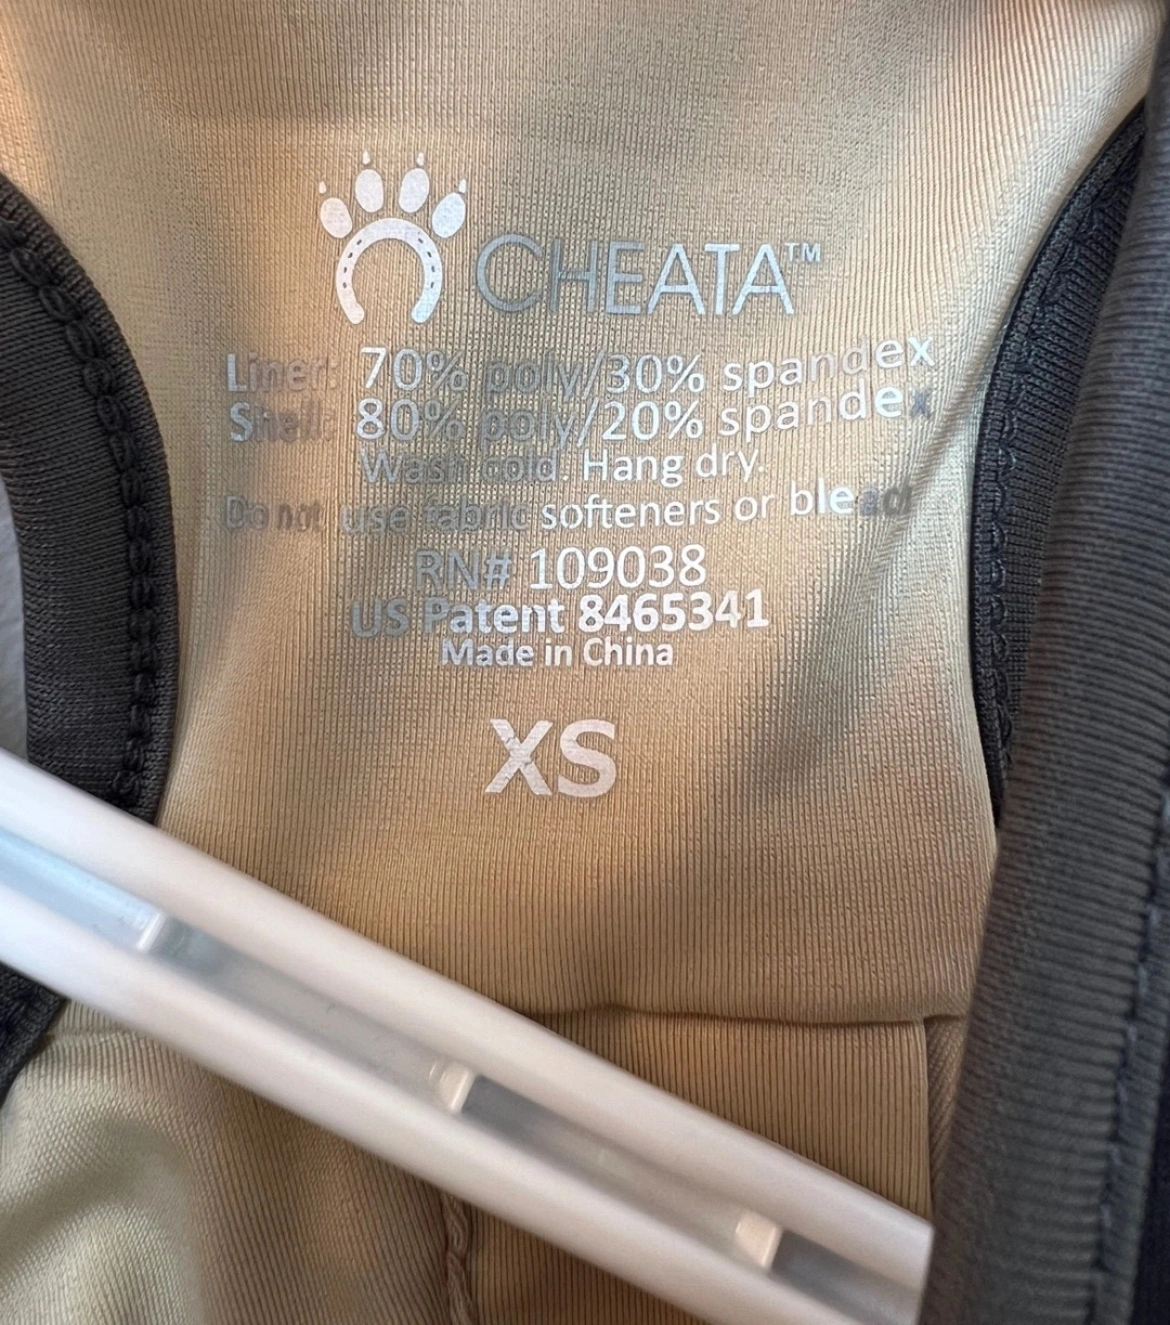 CHEATA™
Liner: 70% poly/30% spandex
Shell: 80% poly/20% spandex
Wash cold. Hang dry.
Do not use fabric softeners or bleach
RN# 109038
US Patent 8465341
Made in China
XS